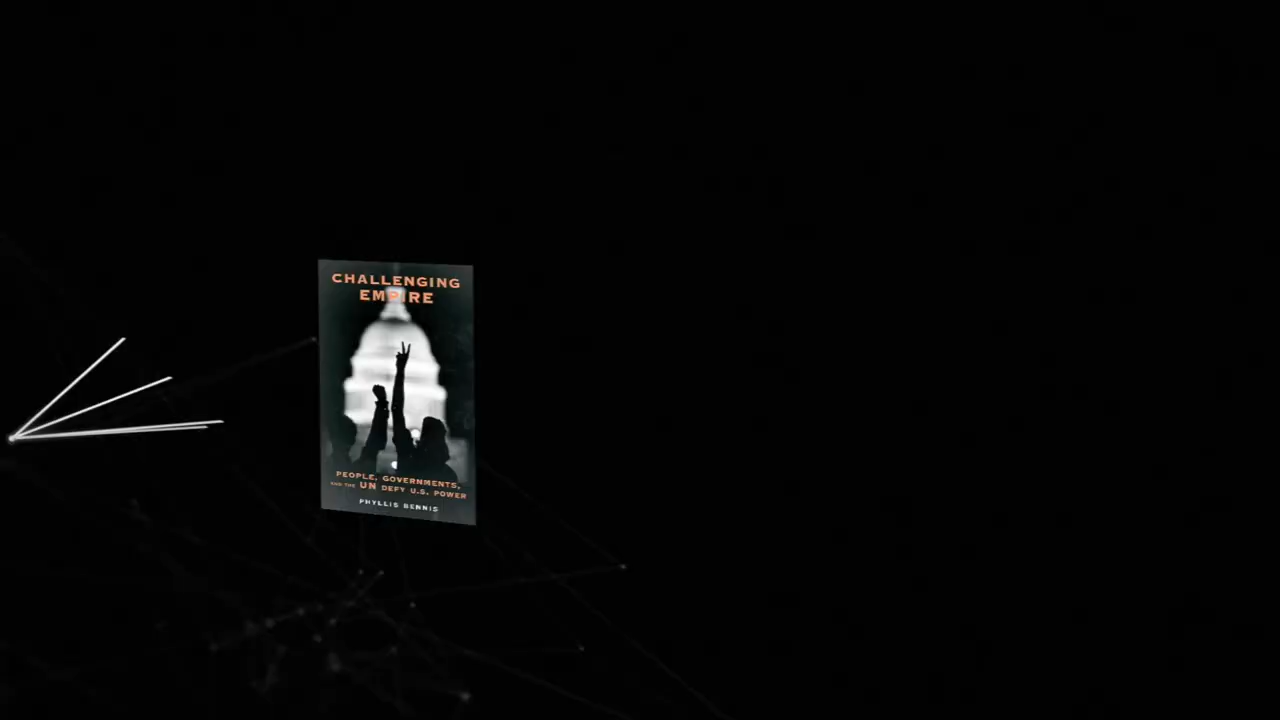 CHALLENGING
EMPIRE
PEOPLE, GOVERNMENTS,
AND THE UN DEFY U.S. POWER
PHYLLIS BENNIS